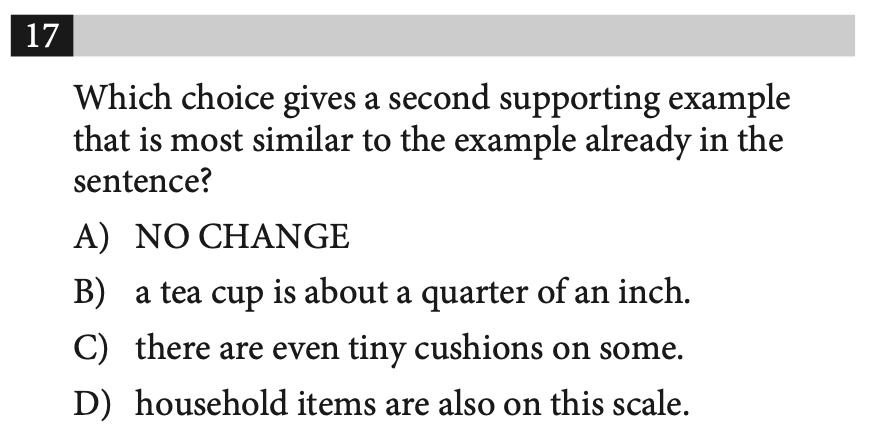 17
Which choice gives a second supporting example
that is most similar to the example already in the
sentence?
A) NO CHANGE
B) a tea cup is about a quarter of an inch.
C) there are even tiny cushions on some.
D) household items are also on this scale.